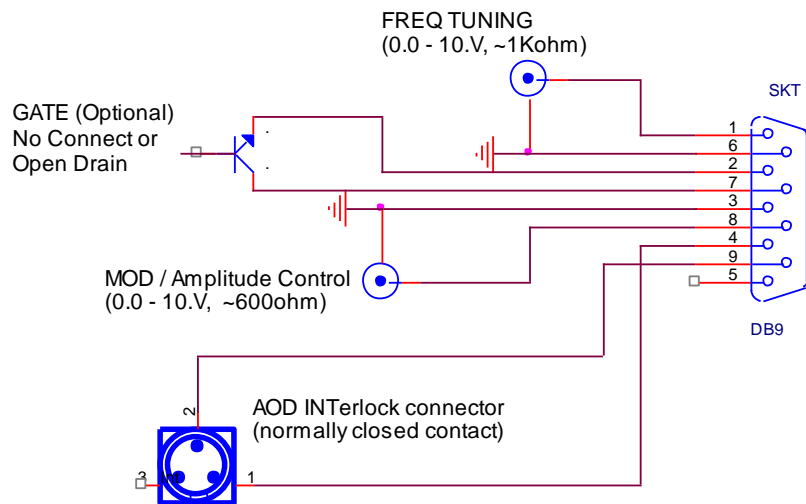 FREQ TUNING
(0.0 - 10.V, ~1Kohm)
SKT
GATE (Optional)
No Connect or
Open Drain
1
6
2
7
3
8
4
9
5
MOD / Amplitude Control
(0.0 - 10.V, ~600ohm)
DB9
AOD INTerlock connector
(normally closed contact)
2
3
1